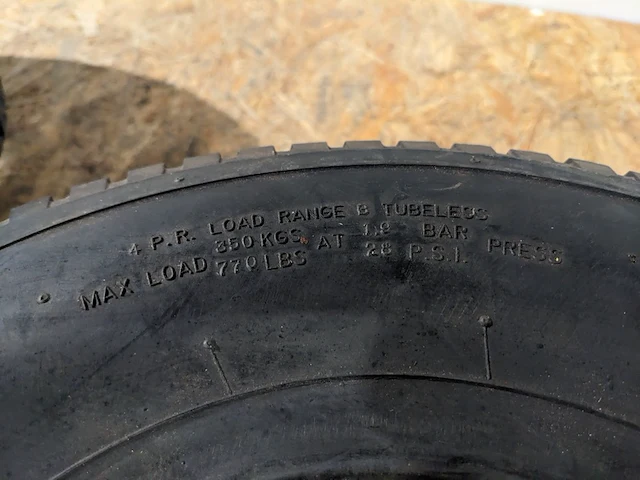 4 P.R. LOAD RANGE B TUBELESS
MAX LOAD 350 KGS AT 1.9 BAR PRESS
770 LBS 28 P.S.I.